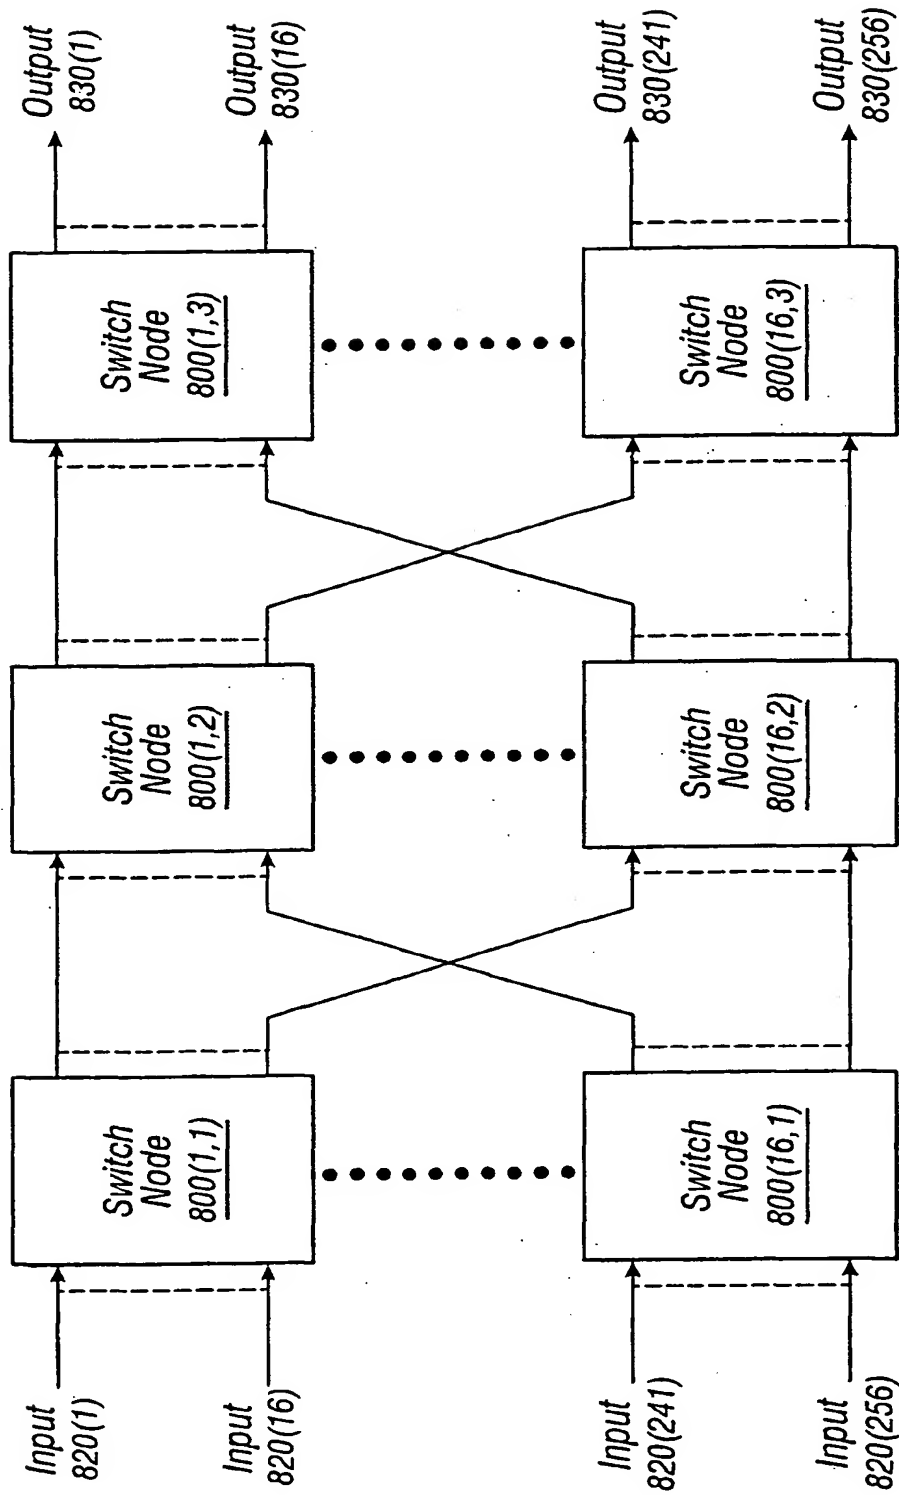 Output
830(1)
Output
830(16)
Output
830(241)
Output
830(256)
Switch
Node
800(1,3)
Switch
Node
800(16,3)
Switch
Node
800(1,2)
Switch
Node
800(16,2)
Switch
Node
800(1,1)
Switch
Node
800(16,1)
Input
820(1)
Input
820(16)
Input
820(241)
Input
820(256)